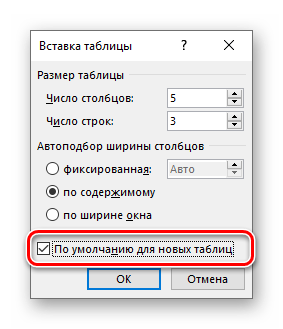 Вставка таблицы ? ×
Размер таблицы
Число столбцов: 5
Число строк: 3
Автоподбор ширины столбцов
фиксированная: Авто
по содержимому
по ширине окна
По умолчанию для новых таблиц
ОК Отмена